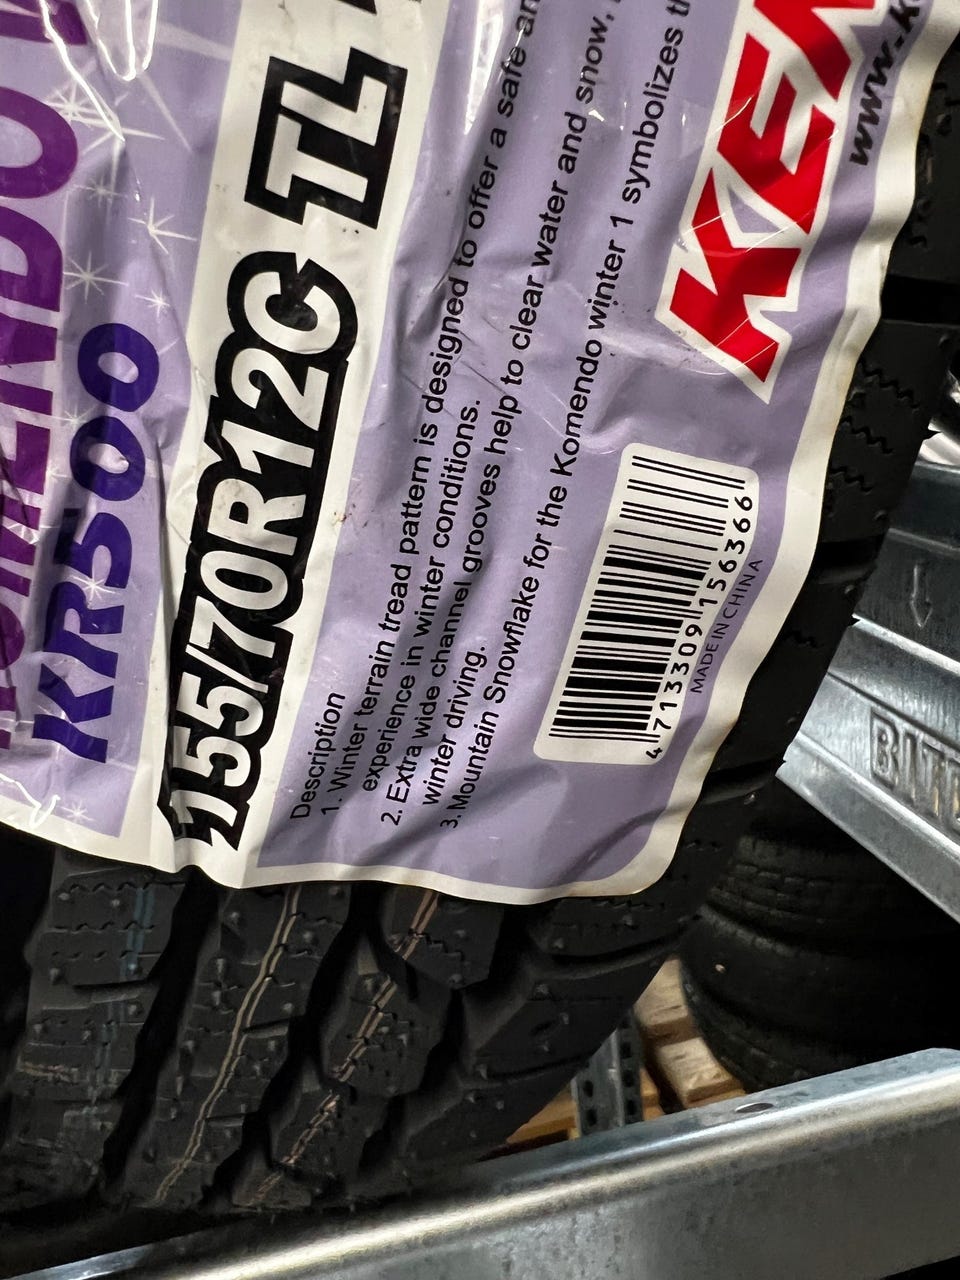 KR500
155/70R12C TL
Description
1. Winter terrain tread pattern is designed to offer a safe
experience in winter conditions.
2. Extra wide channel grooves help to clear water and snow,
winter driving.
3. Mountain Snowflake for the Komendo winter 1 symbolizes
4 713309 156366
MADE IN CHINA
KEN
www.k
BITO